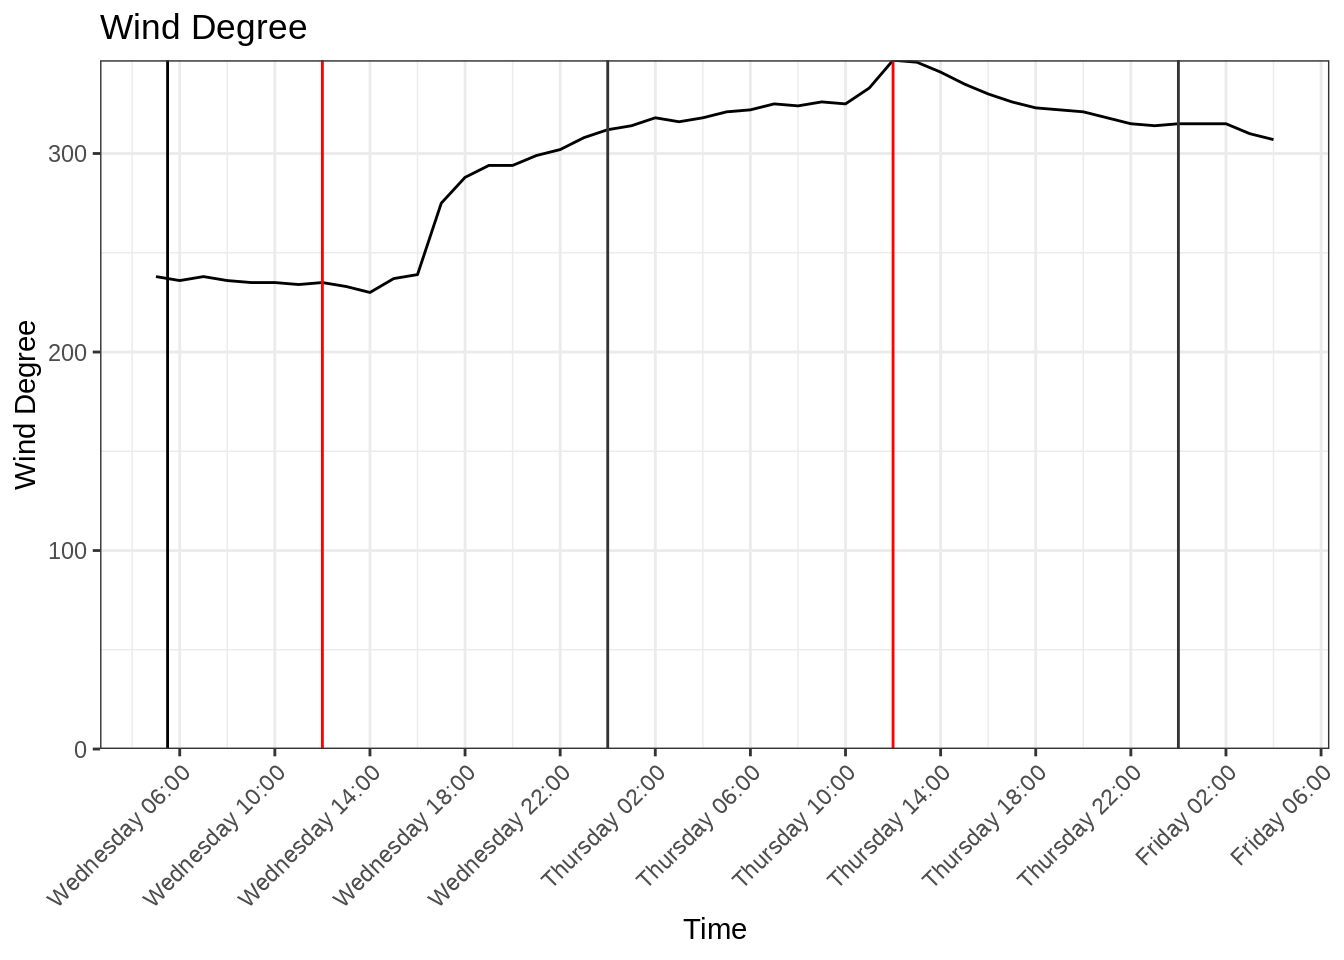 Wind Degree
Wind Degree
300
200
100
0
Wednesday 06:00
Wednesday 10:00
Wednesday 14:00
Wednesday 18:00
Wednesday 22:00
Thursday 02:00
Thursday 06:00
Thursday 10:00
Thursday 14:00
Thursday 18:00
Thursday 22:00
Friday 02:00
Friday 06:00
Time